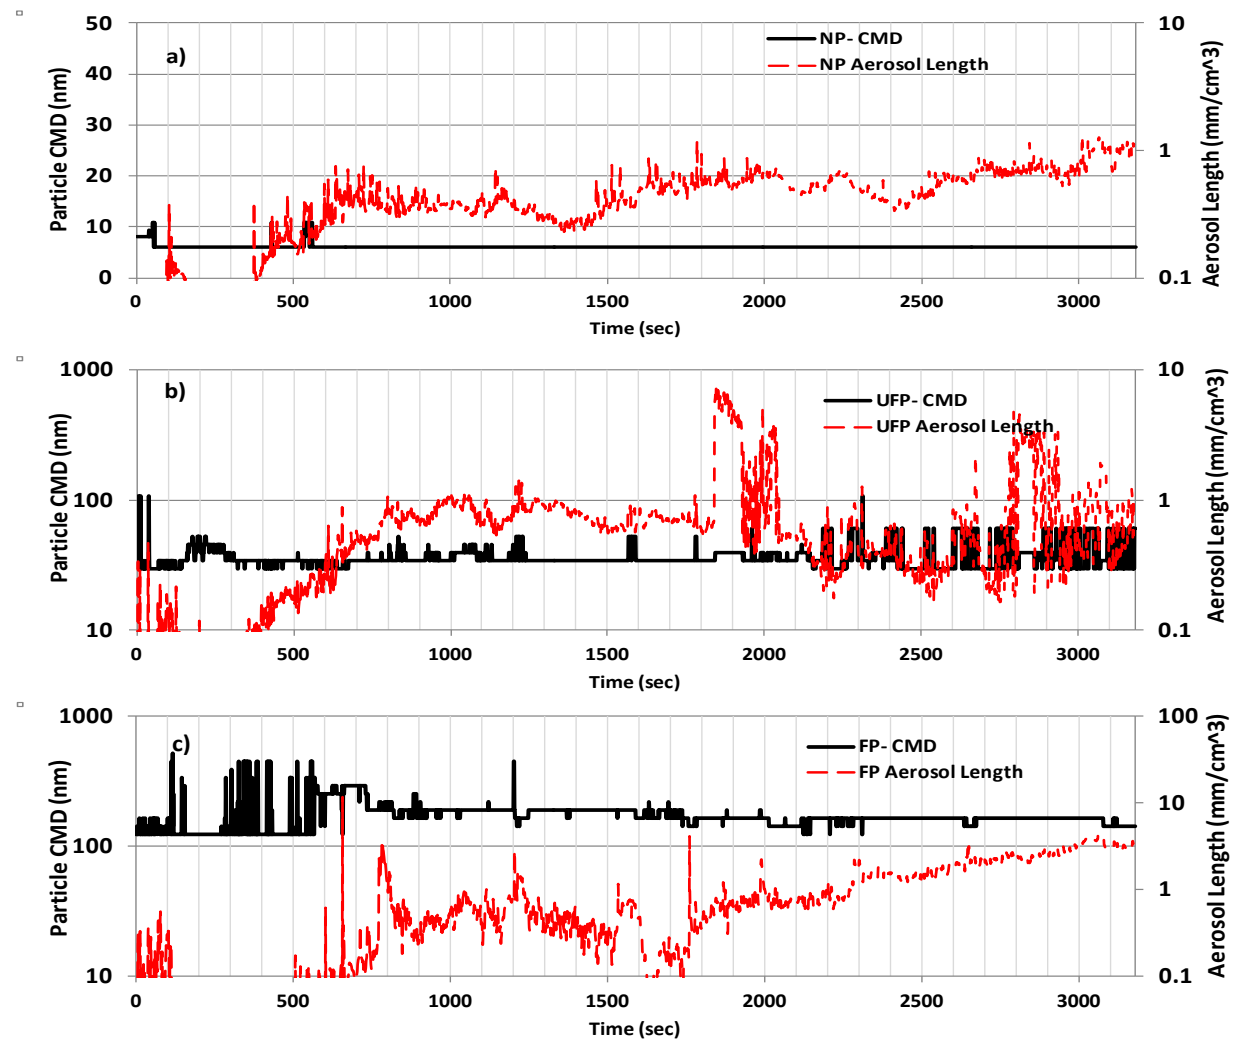 a)
NP- CMD
NP Aerosol Length
Particle CMD (nm)
50
40
30
20
10
0
10
1
0.1
Aerosol Length (mm/cm^3)
0 500 1000 1500 2000 2500 3000
Time (sec)
b)
UFP- CMD
UFP Aerosol Length
Particle CMD (nm)
1000
100
10
10
1
0.1
Aerosol Length (mm/cm^3)
0 500 1000 1500 2000 2500 3000
Time (sec)
c)
FP- CMD
FP Aerosol Length
Particle CMD (nm)
1000
100
10
100
10
1
0.1
Aerosol Length (mm/cm^3)
0 500 1000 1500 2000 2500 3000
Time (sec)